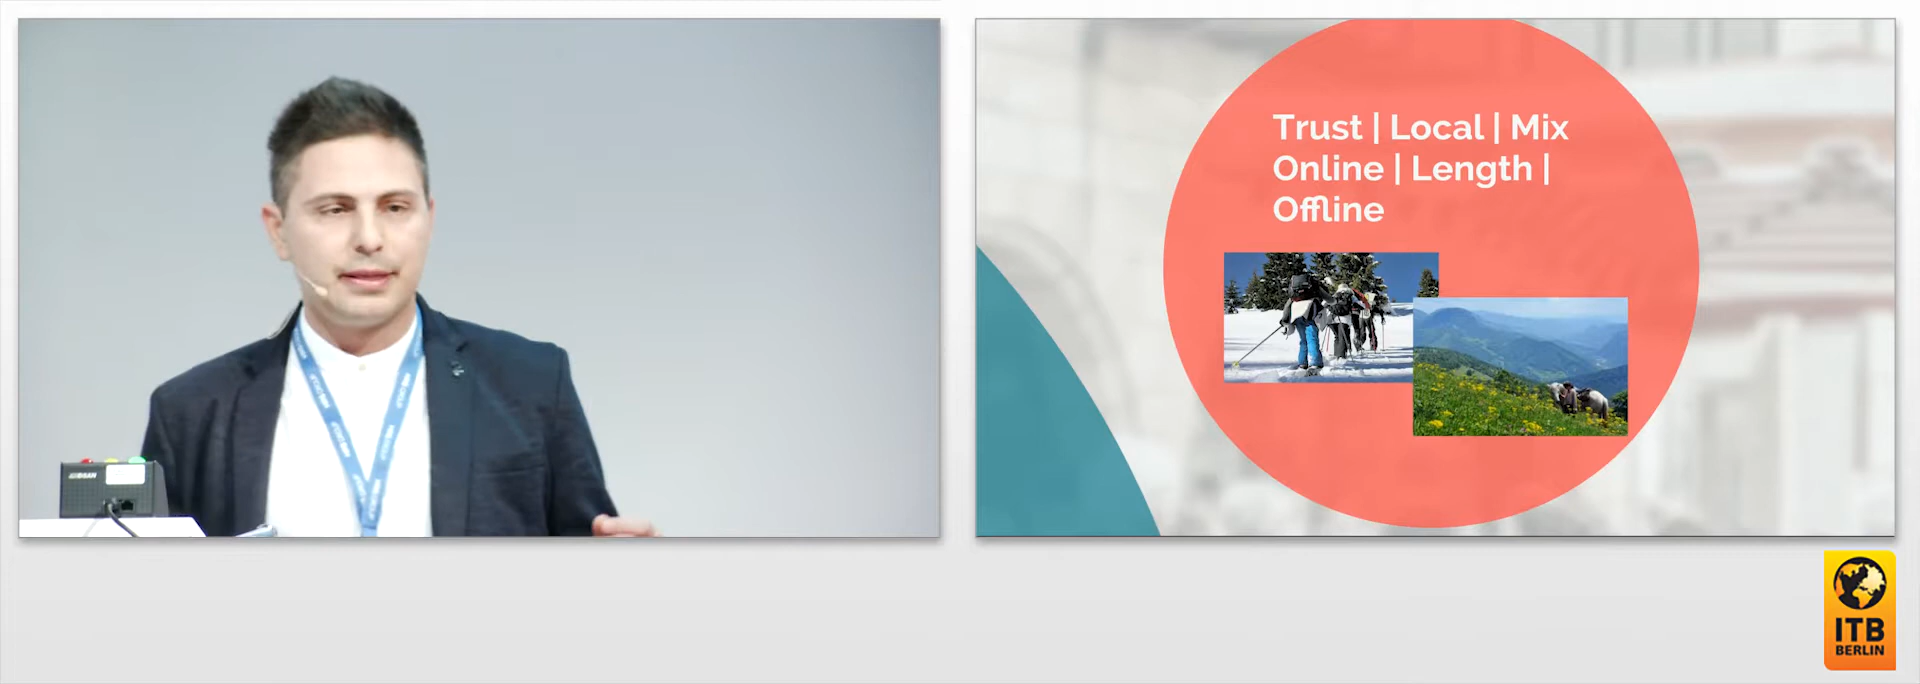 Trust | Local | Mix
Online | Length |
Offline
ITB
BERLIN